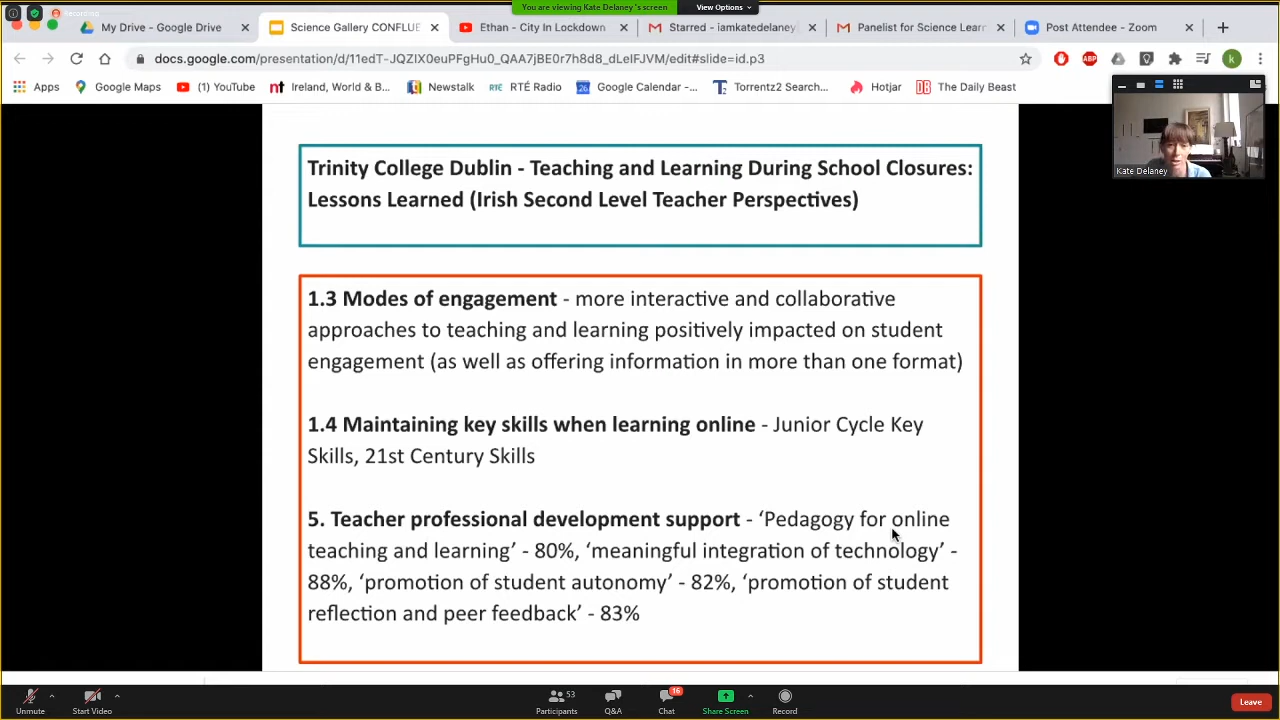 You are viewing Kate Delaney's screen
View Options
Recording
My Drive - Google Drive
Science Gallery CONFLUE
Ethan - City In Lockdown
Starred - iamkatedelaney
Panelist for Science Learn
Post Attendee - Zoom
docs.google.com/presentation/d/11edT-JQZIX0euPFgHu0_QAA7jBE0r7h8d8_dLeIFJVM/edit#slide=id.p3
Apps
Google Maps
(1) YouTube
Ireland, World & B...
Newstalk
RTÉ Radio
Google Calendar -...
Torrentz2 Search...
Hotjar
The Daily Beast
Kate Delaney
Trinity College Dublin - Teaching and Learning During School Closures:
Lessons Learned (Irish Second Level Teacher Perspectives)
1.3 Modes of engagement - more interactive and collaborative
approaches to teaching and learning positively impacted on student
engagement (as well as offering information in more than one format)
1.4 Maintaining key skills when learning online - Junior Cycle Key
Skills, 21st Century Skills
5. Teacher professional development support - ‘Pedagogy for online
teaching and learning’ - 80%, ‘meaningful integration of technology’ -
88%, ‘promotion of student autonomy’ - 82%, ‘promotion of student
reflection and peer feedback’ - 83%
Unmute
Start Video
53
Participants
Q&A
16
Chat
Share Screen
Record
Leave